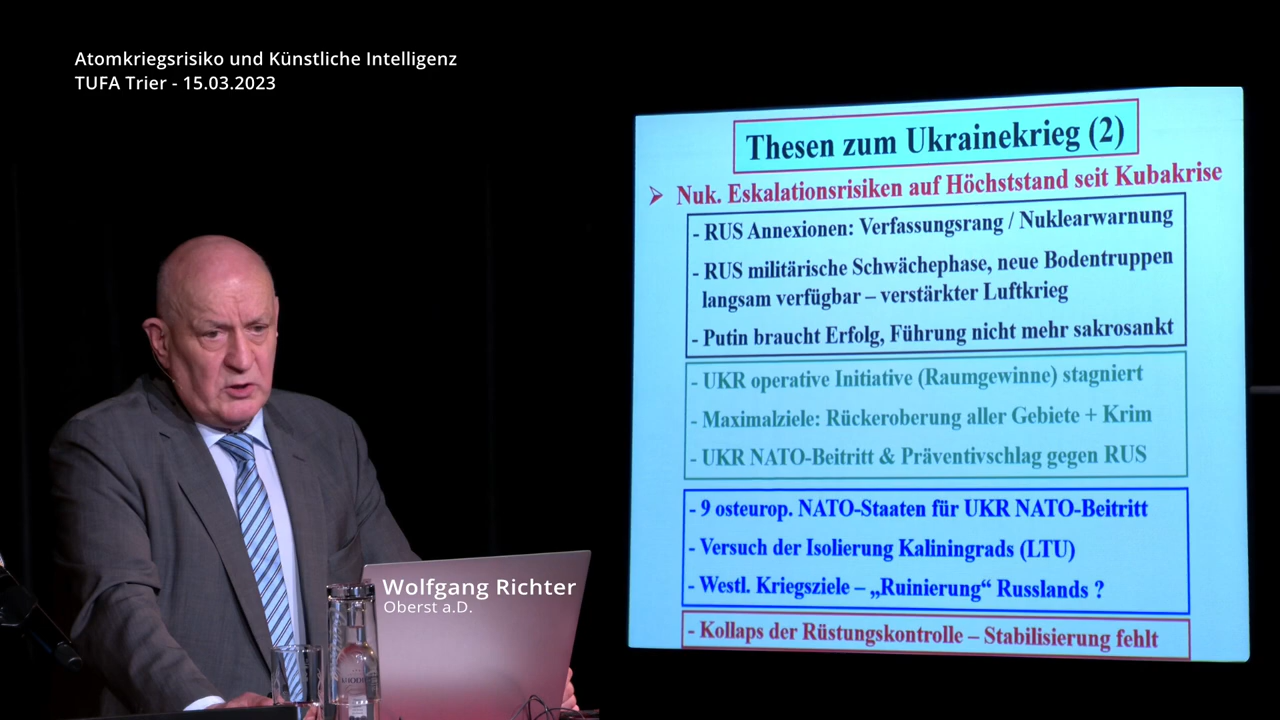 Atomkriegsrisiko und Künstliche Intelligenz
TUFA Trier - 15.03.2023
Thesen zum Ukrainekrieg (2)
➢ Nuk. Eskalationsrisiken auf Höchststand seit Kubakrise
- RUS Annexionen: Verfassungsrang / Nuklearwarnung
- RUS militärische Schwächephase, neue Bodentruppen
langsam verfügbar – verstärkter Luftkrieg
- Putin braucht Erfolg, Führung nicht mehr sakrosankt
- UKR operative Initiative (Raumgewinne) stagniert
- Maximalziele: Rückeroberung aller Gebiete + Krim
- UKR NATO-Beitritt & Präventivschlag gegen RUS
- 9 osteurop. NATO-Staaten für UKR NATO-Beitritt
- Versuch der Isolierung Kaliningrads (LTU)
- Westl. Kriegsziele – „Ruinierung“ Russlands ?
- Kollaps der Rüstungskontrolle – Stabilisierung fehlt
Wolfgang Richter
Oberst a.D.